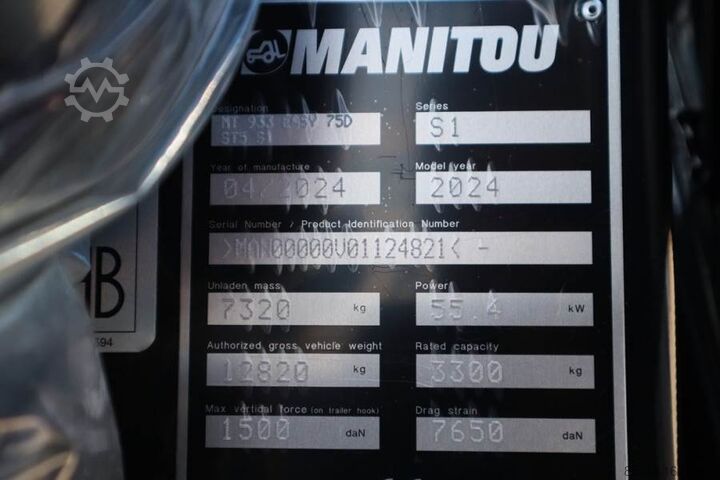 MANITOU
Designation
MT 933 EASY 75D
ST5 S1
Series
S1
Year of manufacture
04/2024
Model year
2024
Serial Number / Product Identification Number
>MAN00000V01124821< -
Unladen mass
7320 kg
Power
55.4 kW
Authorized gross vehicle weight
12820 kg
Rated capacity
3300 kg
Max vertical force (on trailer hook)
1500 daN
Drag strain
7650 daN
B
394